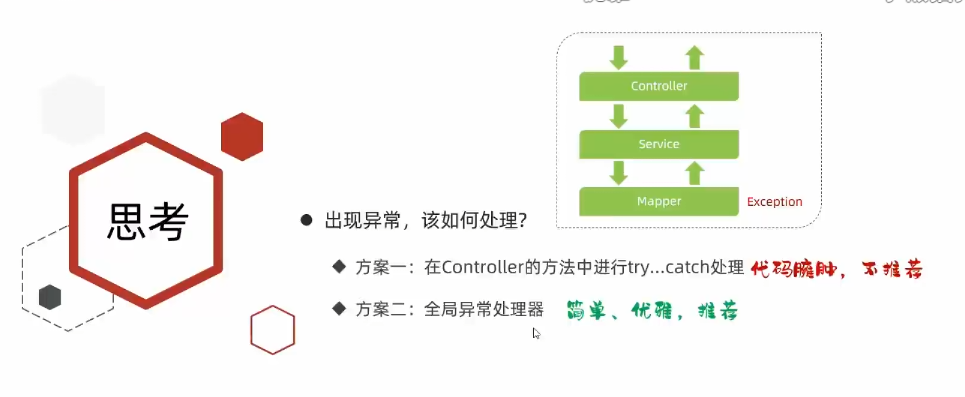 Controller
Service
Mapper
Exception
思考
出现异常，该如何处理?
方案一：在Controller的方法中进行try...catch处理 代码臃肿，不推荐
方案二：全局异常处理器 简单、优雅，推荐